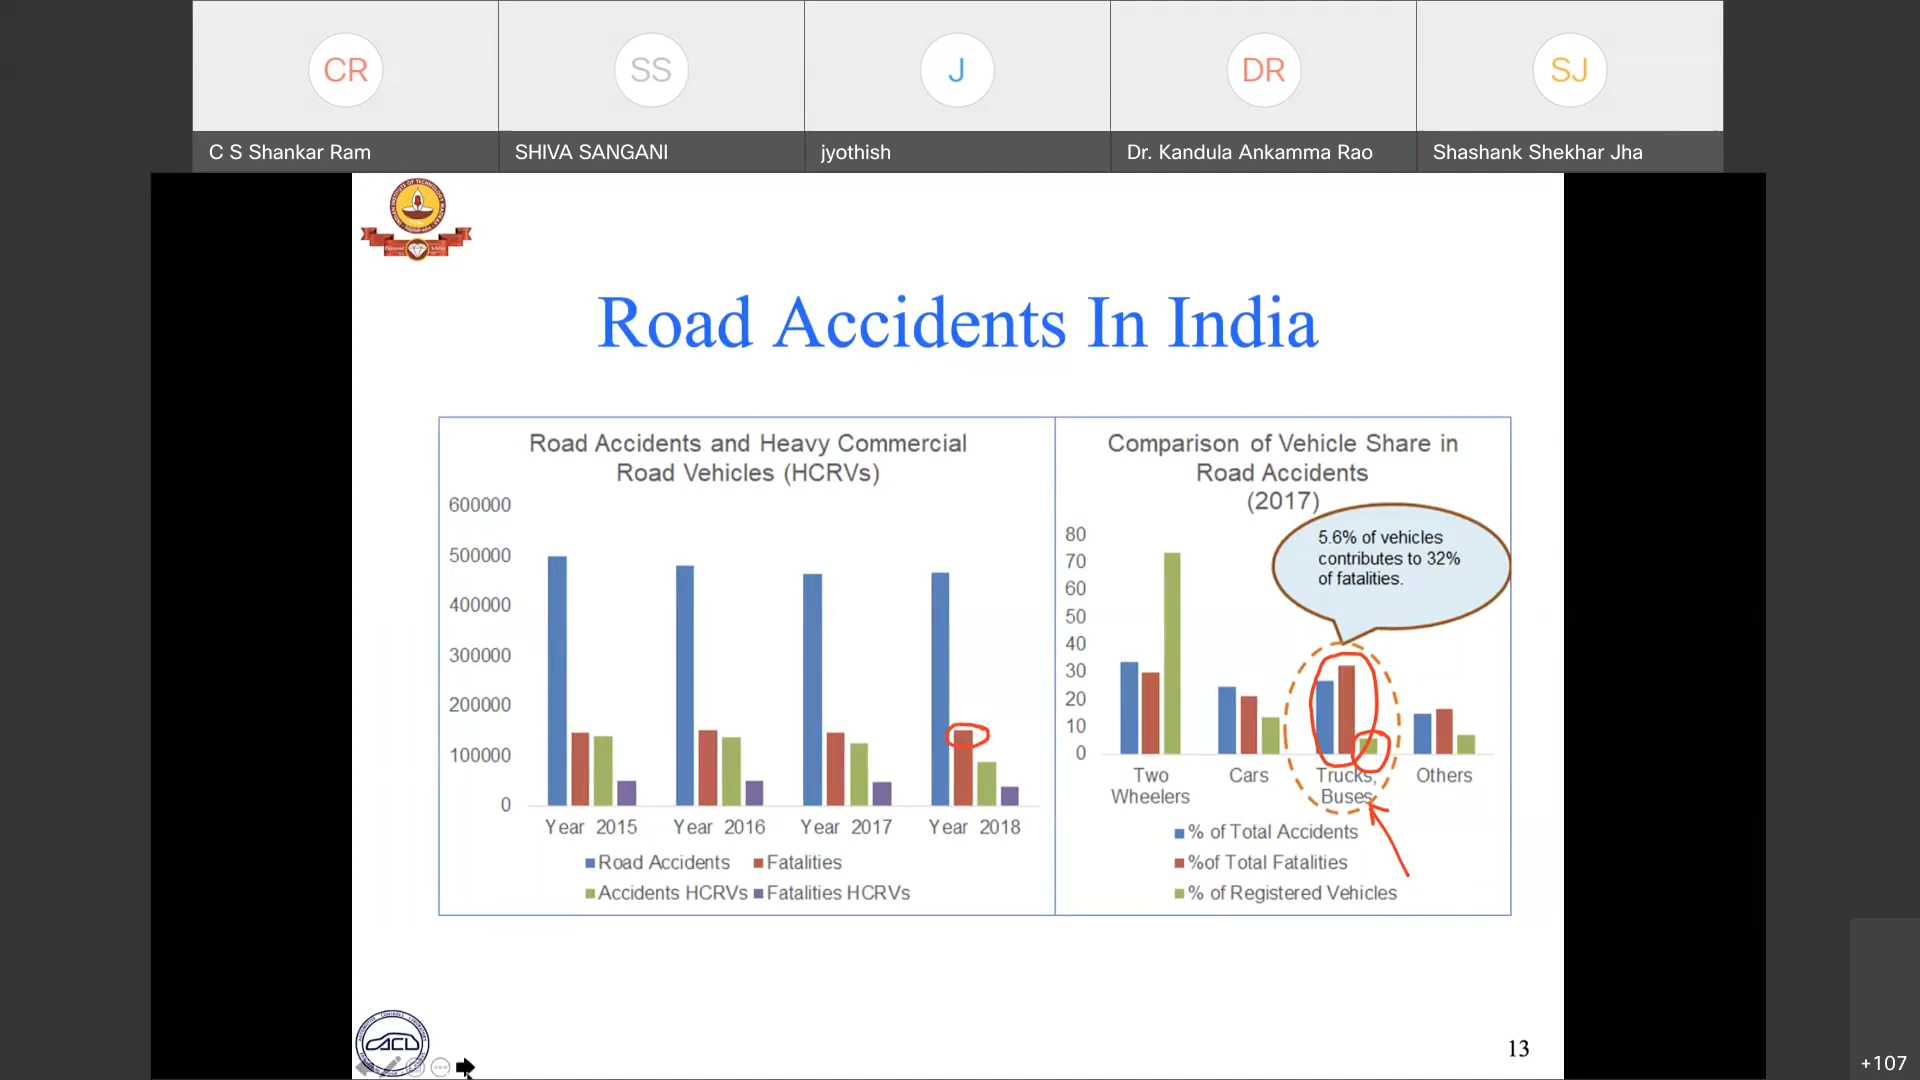 CR
SS
J
DR
SJ
C S Shankar Ram
SHIVA SANGANI
jyothish
Dr. Kandula Ankamma Rao
Shashank Shekhar Jha
Road Accidents In India
Road Accidents and Heavy Commercial
Road Vehicles (HCRVs)
600000
500000
400000
300000
200000
100000
0
Year 2015
Year 2016
Year 2017
Year 2018
Road Accidents
Fatalities
Accidents HCRVs
Fatalities HCRVs
Comparison of Vehicle Share in
Road Accidents
(2017)
5.6% of vehicles
contributes to 32%
of fatalities.
80
70
60
50
40
30
20
10
0
Two
Wheelers
Cars
Trucks,
Buses
Others
% of Total Accidents
%of Total Fatalities
% of Registered Vehicles
ACL
13
+107